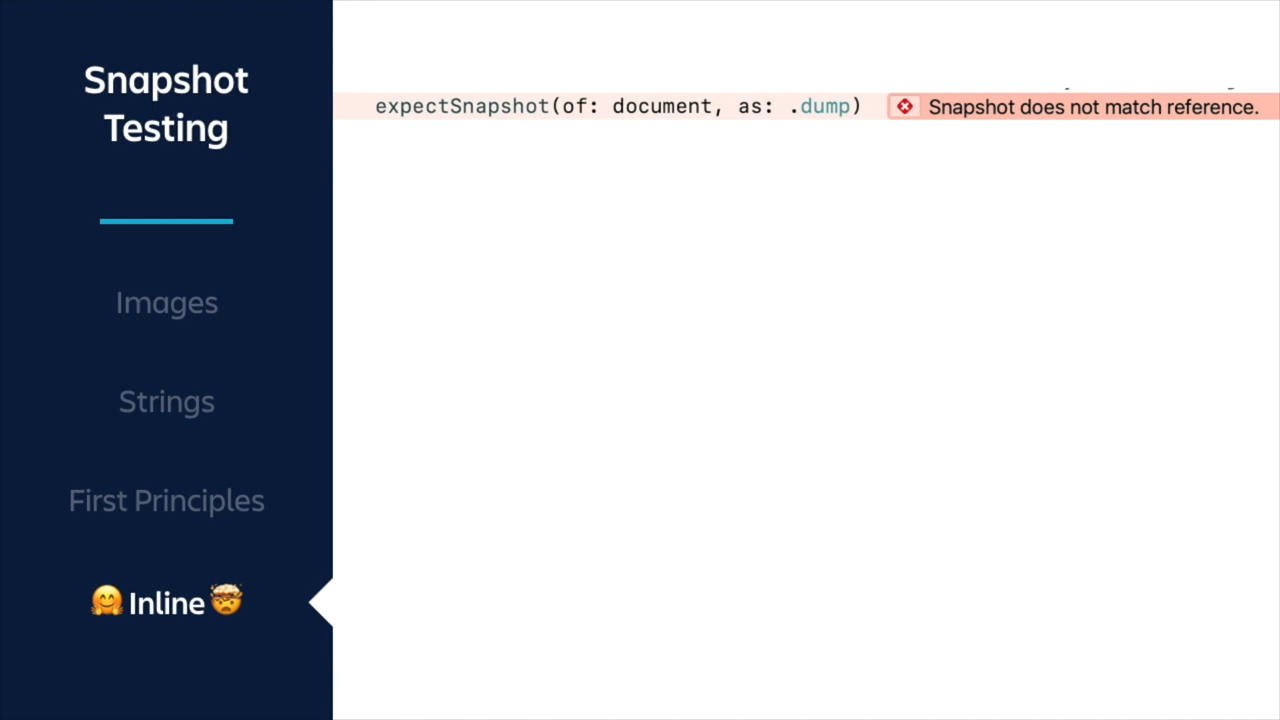 Snapshot
Testing
Images
Strings
First Principles
🤗 Inline 🤯
expectSnapshot(of: document, as: .dump)
Snapshot does not match reference.